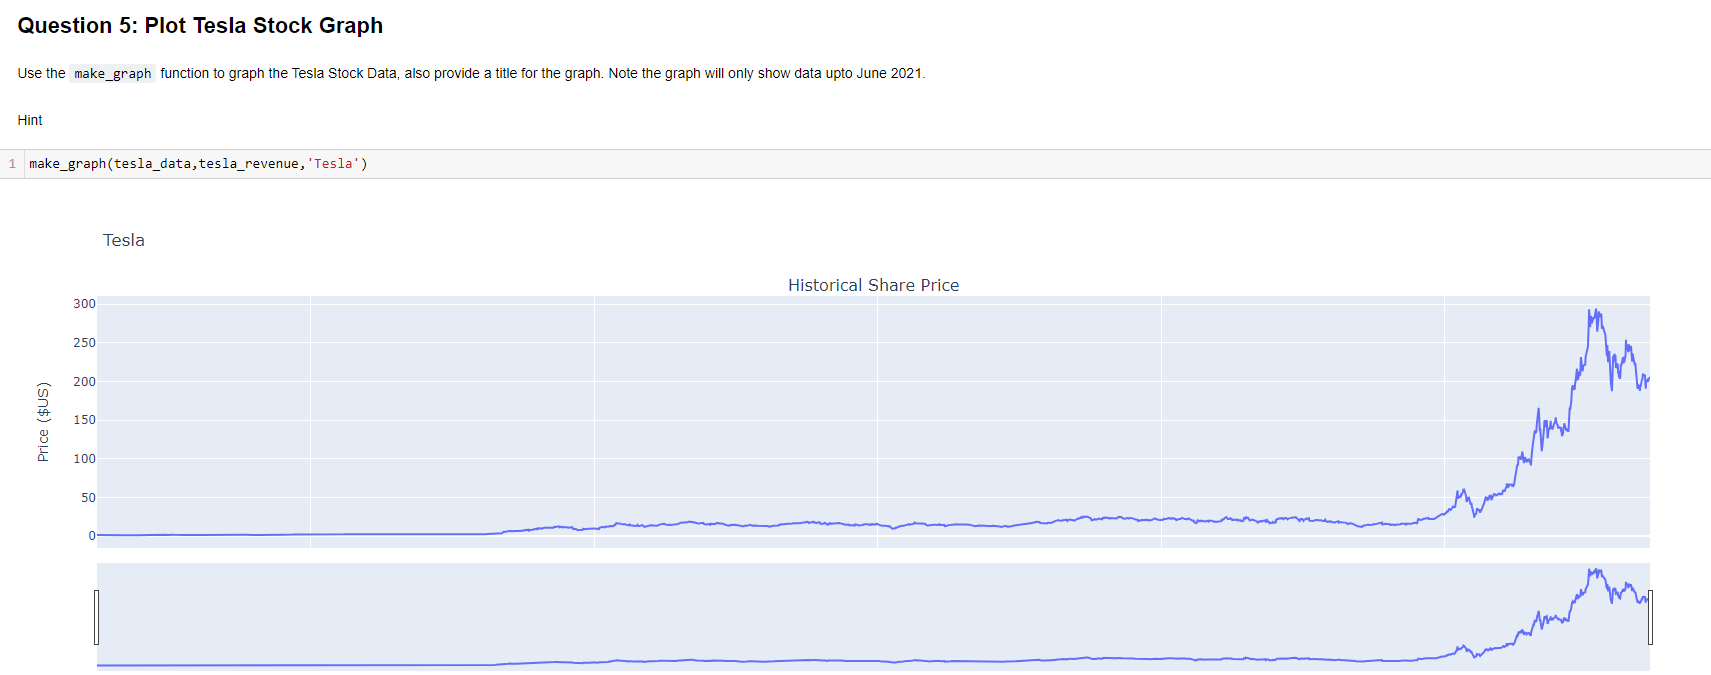 Question 5: Plot Tesla Stock Graph
Use the make_graph function to graph the Tesla Stock Data, also provide a title for the graph. Note the graph will only show data upto June 2021.
Hint
1 make_graph(tesla_data,tesla_revenue,'Tesla')
Tesla
Historical Share Price
300
250
200
150
100
50
0
Price ($US)